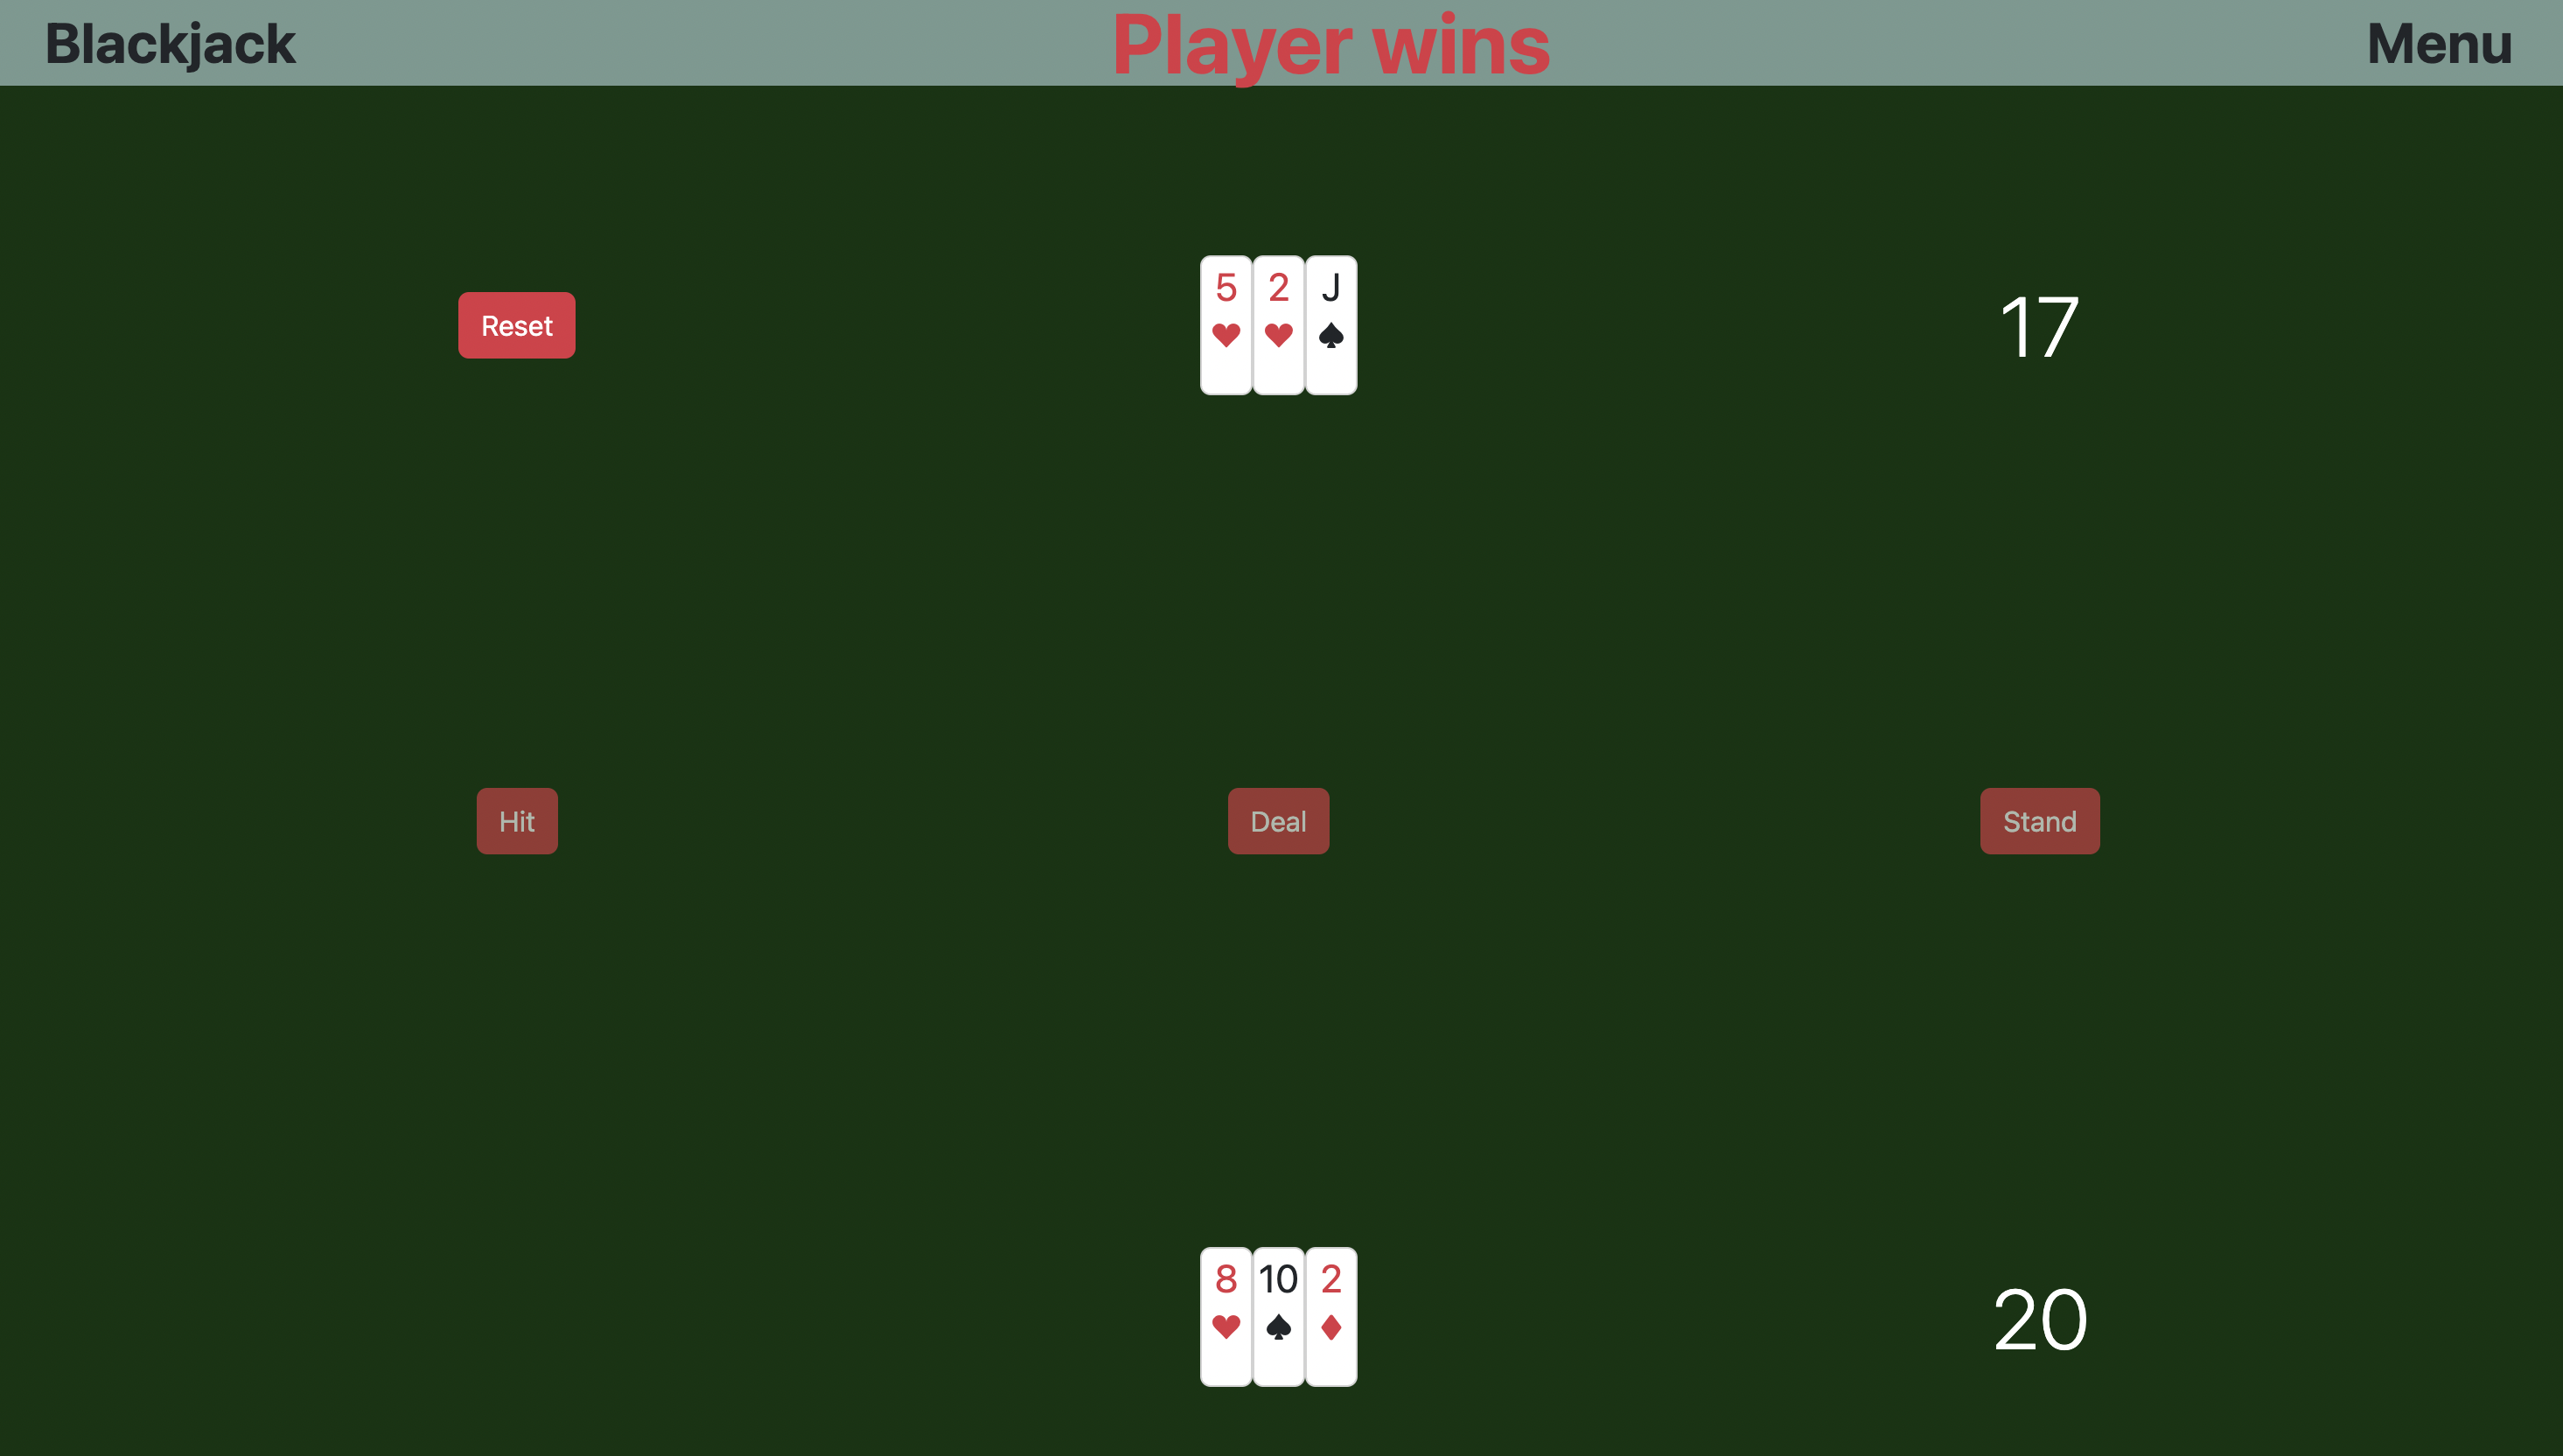 Blackjack Player wins Menu
5 2 J
♥ ♥ ♠
Reset
17
Hit Deal Stand
8 10 2
♥ ♠ ♦
20